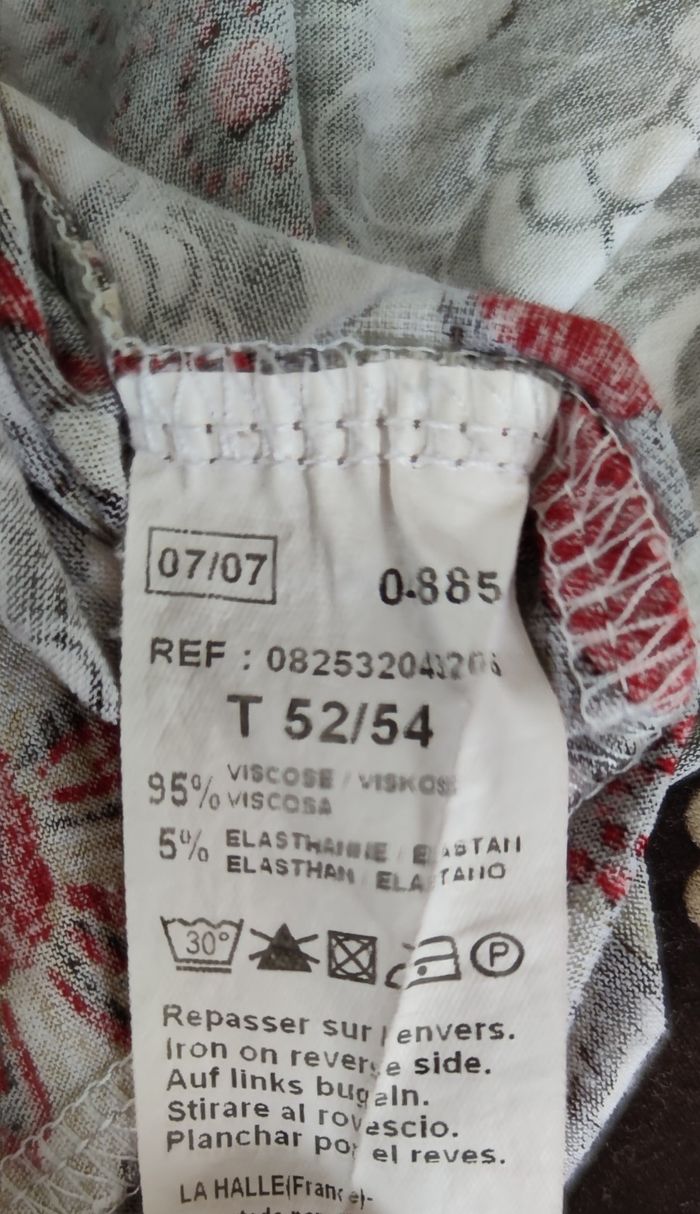 07/07 0.885
REF :
T 52/54
95% VISCOSE / VISKOSE
VISCOSA
5% ELASTHANNE / ELASTAN
ELASTHAN / ELASTANO
30° P
Repasser sur l'envers.
Iron on reverse side.
Auf links bugeln.
Stirare al rovescio.
Planchar por el reves.
LA HALLE(France)-